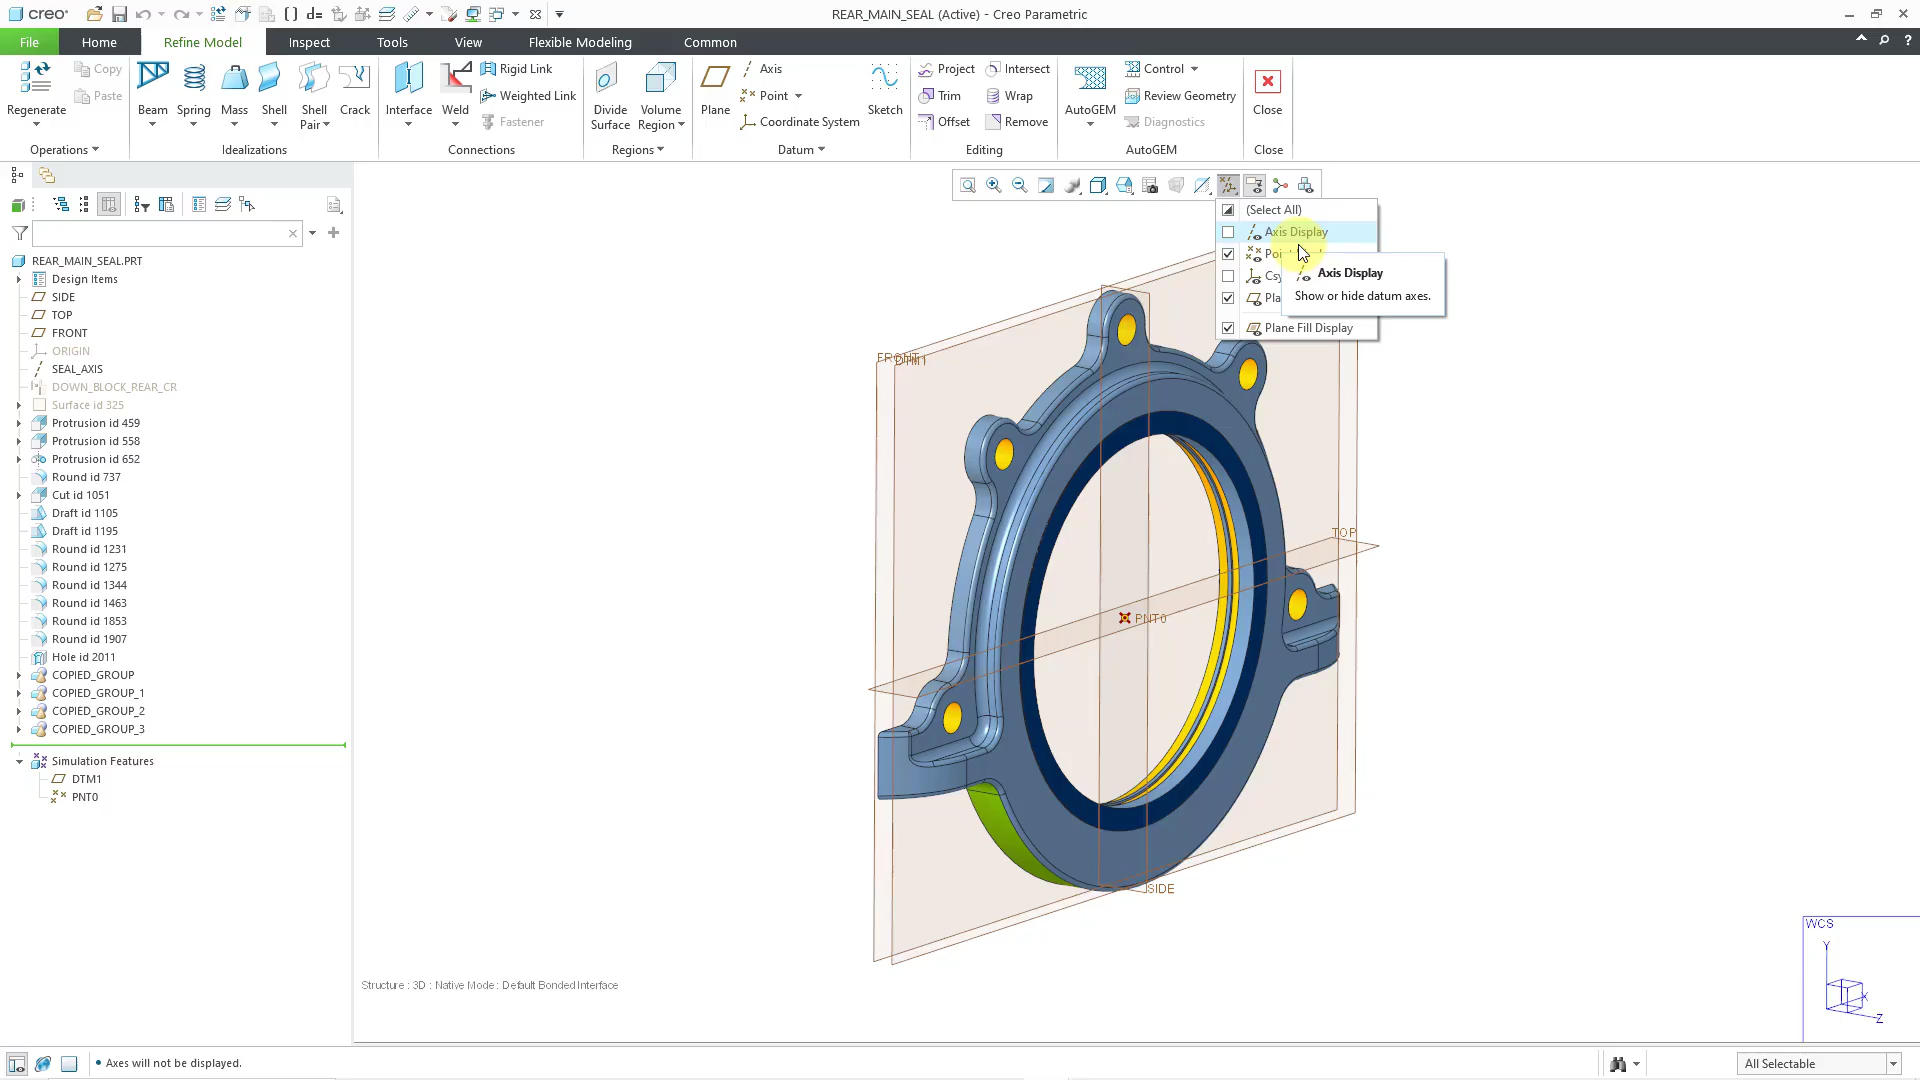 creo
REAR_MAIN_SEAL (Active) - Creo Parametric
File
Home
Refine Model
Inspect
Tools
View
Flexible Modeling
Common
Regenerate
Copy
Paste
Operations
Beam
Spring
Mass
Shell
Shell Pair
Crack
Idealizations
Interface
Weld
Rigid Link
Weighted Link
Fastener
Connections
Divide Surface
Volume Region
Regions
Plane
Axis
Point
Coordinate System
Sketch
Datum
Project
Intersect
Trim
Wrap
Offset
Remove
Editing
AutoGEM
Control
Review Geometry
Diagnostics
AutoGEM
Close
Close
(Select All)
Axis Display
Csy
Pla
Plane Fill Display
Axis Display
Show or hide datum axes.
REAR_MAIN_SEAL.PRT
Design Items
SIDE
TOP
FRONT
ORIGIN
SEAL_AXIS
DOWN_BLOCK_REAR_CR
Surface id 325
Protrusion id 459
Protrusion id 558
Protrusion id 652
Round id 737
Cut id 1051
Draft id 1105
Draft id 1195
Round id 1231
Round id 1275
Round id 1344
Round id 1463
Round id 1853
Round id 1907
Hole id 2011
COPIED_GROUP
COPIED_GROUP_1
COPIED_GROUP_2
COPIED_GROUP_3
Simulation Features
DTM1
PNT0
FRONT
DTM1
TOP
PNT0
SIDE
WCS
Y
X
Z
Structure : 3D : Native Mode : Default Bonded Interface
Axes will not be displayed.
All Selectable